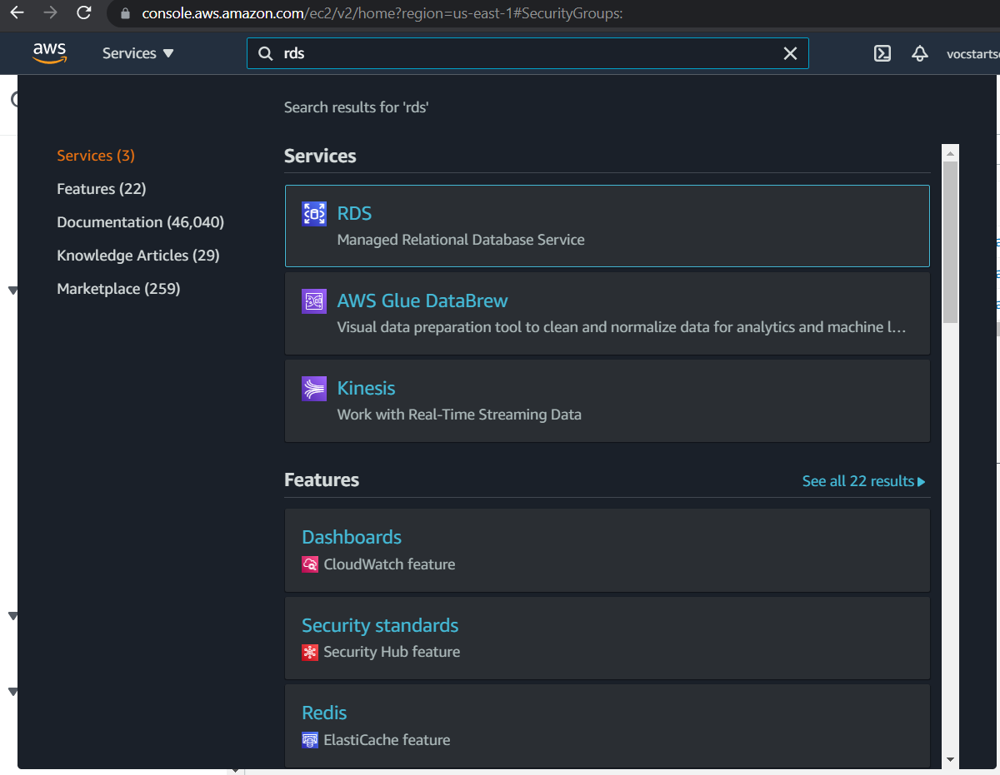 console.aws.amazon.com/ec2/v2/home?region=us-east-1#SecurityGroups:
aws
Services
rds
Search results for 'rds'
Services (3)
Features (22)
Documentation (46,040)
Knowledge Articles (29)
Marketplace (259)
Services
RDS
Managed Relational Database Service
AWS Glue DataBrew
Visual data preparation tool to clean and normalize data for analytics and machine l...
Kinesis
Work with Real-Time Streaming Data
Features
See all 22 results
Dashboards
CloudWatch feature
Security standards
Security Hub feature
Redis
ElastiCache feature